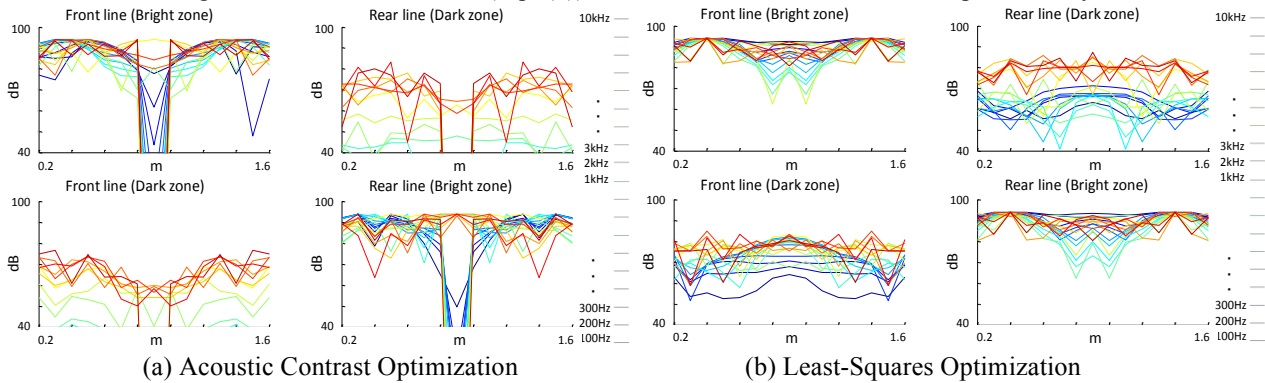 Front line (Bright zone)
100
dB
40
0.2
m
1.6
Rear line (Dark zone)
100
dB
40
0.2
m
1.6
Front line (Dark zone)
100
dB
40
0.2
m
1.6
Rear line (Bright zone)
100
dB
40
0.2
m
1.6
10kHz
3kHz
2kHz
1kHz
300Hz
200Hz
100Hz
(a) Acoustic Contrast Optimization
Front line (Bright zone)
100
dB
40
0.2
m
1.6
Rear line (Dark zone)
100
dB
40
0.2
m
1.6
Front line (Dark zone)
100
dB
40
0.2
m
1.6
Rear line (Bright zone)
100
dB
40
0.2
m
1.6
10kHz
3kHz
2kHz
1kHz
300Hz
200Hz
100Hz
(b) Least-Squares Optimization